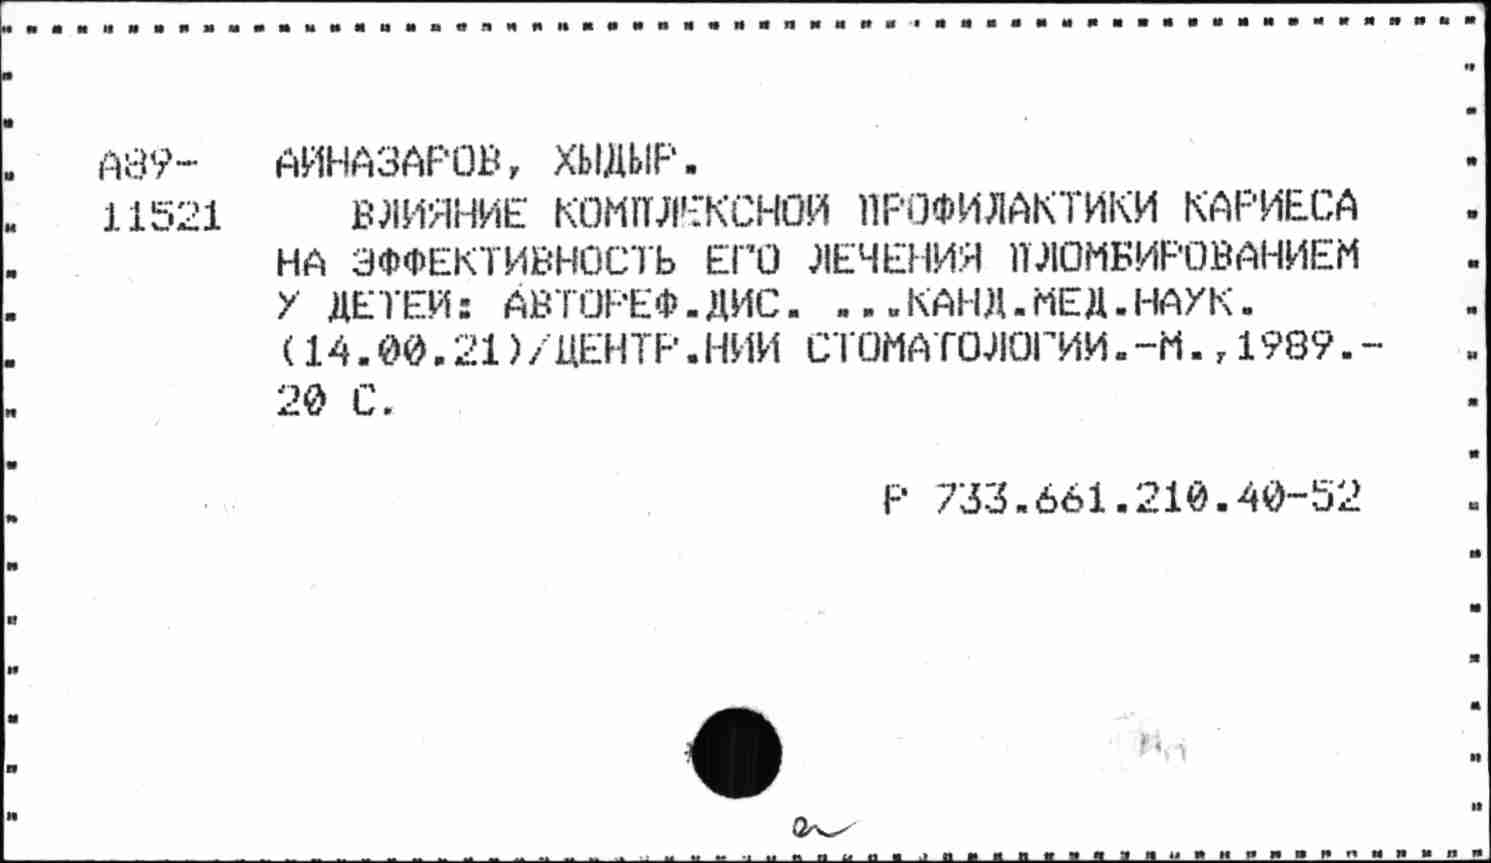 А89- АЙНАЗАРОВ, ХЫДЫР.
11521 ВЛИЯНИЕ КОМПЛЕКСНОЙ ПРОФИЛАКТИКИ КАРИЕСА
НА ЭФФЕКТИВНОСТЬ ЕГО ЛЕЧЕНИЯ ПЛОМБИРОВАНИЕМ
У ДЕТЕЙ: АВТОРЕФ.ДИС. ...КАНД.МЕД.НАУК.
(14.00.21)/ЦЕНТР.НИИ СТОМАТОЛОГИИ.-М.,1989.-
20 С.
Р 733.661.210.40-52